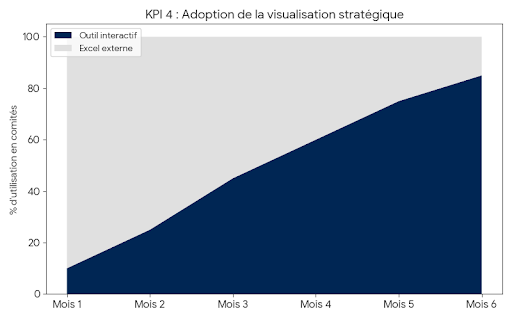 KPI 4 : Adoption de la visualisation stratégique
Outil interactif
Excel externe
% d'utilisation en comités
100
80
60
40
20
0
Mois 1
Mois 2
Mois 3
Mois 4
Mois 5
Mois 6